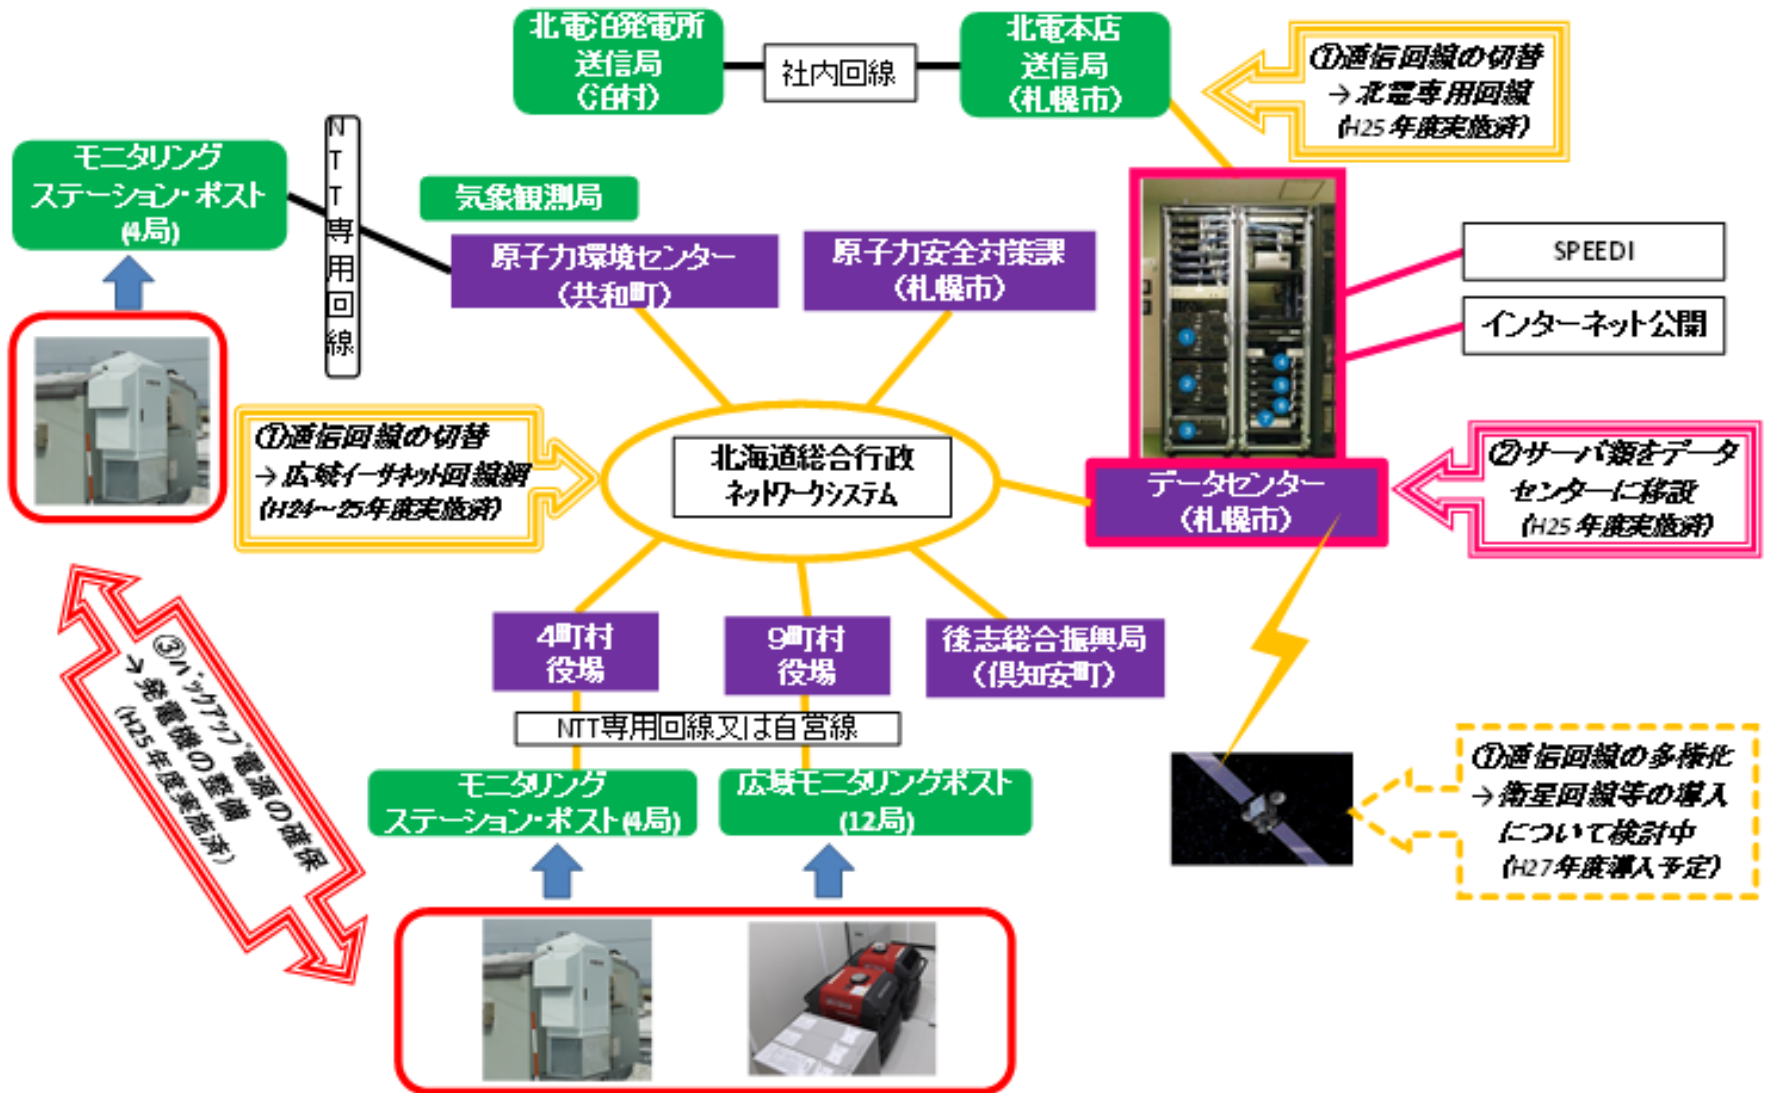 北電泊発電所
送信局
(泊村)
社内回線
北電本店
送信局
(札幌市)
①通信回線の切替
→ 北電専用回線
(H25年度実施済)
モニタリング
ステーション・ポスト
(4局)
NTT専用回線
気象観測局
原子力環境センター
(共和町)
原子力安全対策課
(札幌市)
SPEEDI
インターネット公開
①通信回線の切替
→ 広域イーサネット回線網
(H24～25年度実施済)
北海道総合行政
ネットワークシステム
データセンター
(札幌市)
②サーバ類をデータ
センターに移設
(H25年度実施済)
1
2
3
4
5
6
7
③バックアップ電源の確保
→ 発電機の整備
(H25年度実施済)
4町村
役場
9町村
役場
後志総合振興局
(倶知安町)
NTT専用回線又は自営線
モニタリング
ステーション・ポスト(4局)
広域モニタリングポスト
(12局)
①通信回線の多様化
→ 衛星回線等の導入
について検討中
(H27年度導入予定)